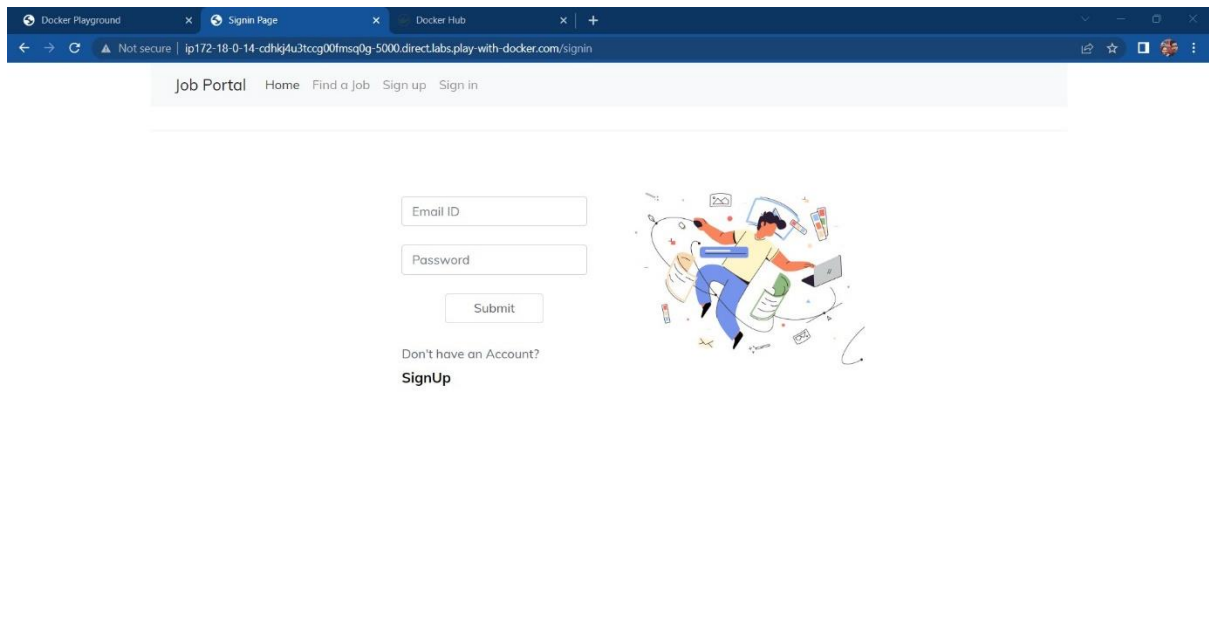 Docker Playground
Signin Page
Docker Hub
Not secure | ip172-18-0-14-cdhkj4u3tccg00fmsq0g-5000.direct.labs.play-with-docker.com/signin
Job Portal Home Find a Job Sign up Sign in
Email ID
Password
Submit
Don't have an Account?
SignUp